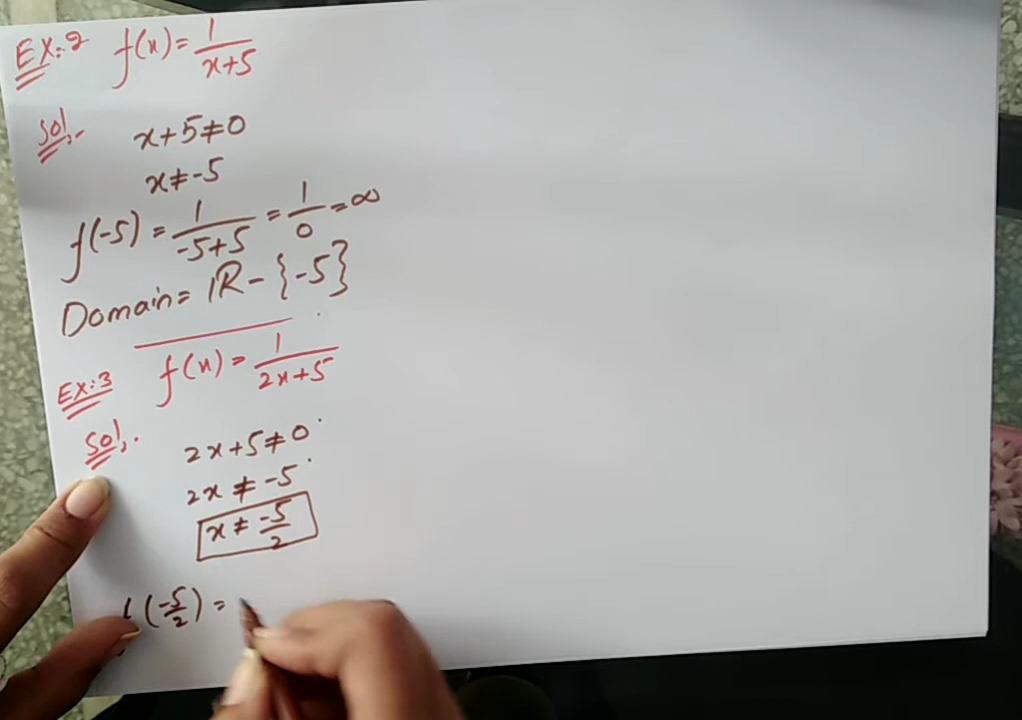 EX:2 f(x)=1/(x+5)
Sol,-
x+5≠0
x≠-5
f(-5)=1/(-5+5)=1/0=∞
Domain=IR-{-5}
EX:3 f(x)=1/(2x+5)
Sol,.
2x+5≠0
2x≠-5
x≠-5/2
f(-5/2)=